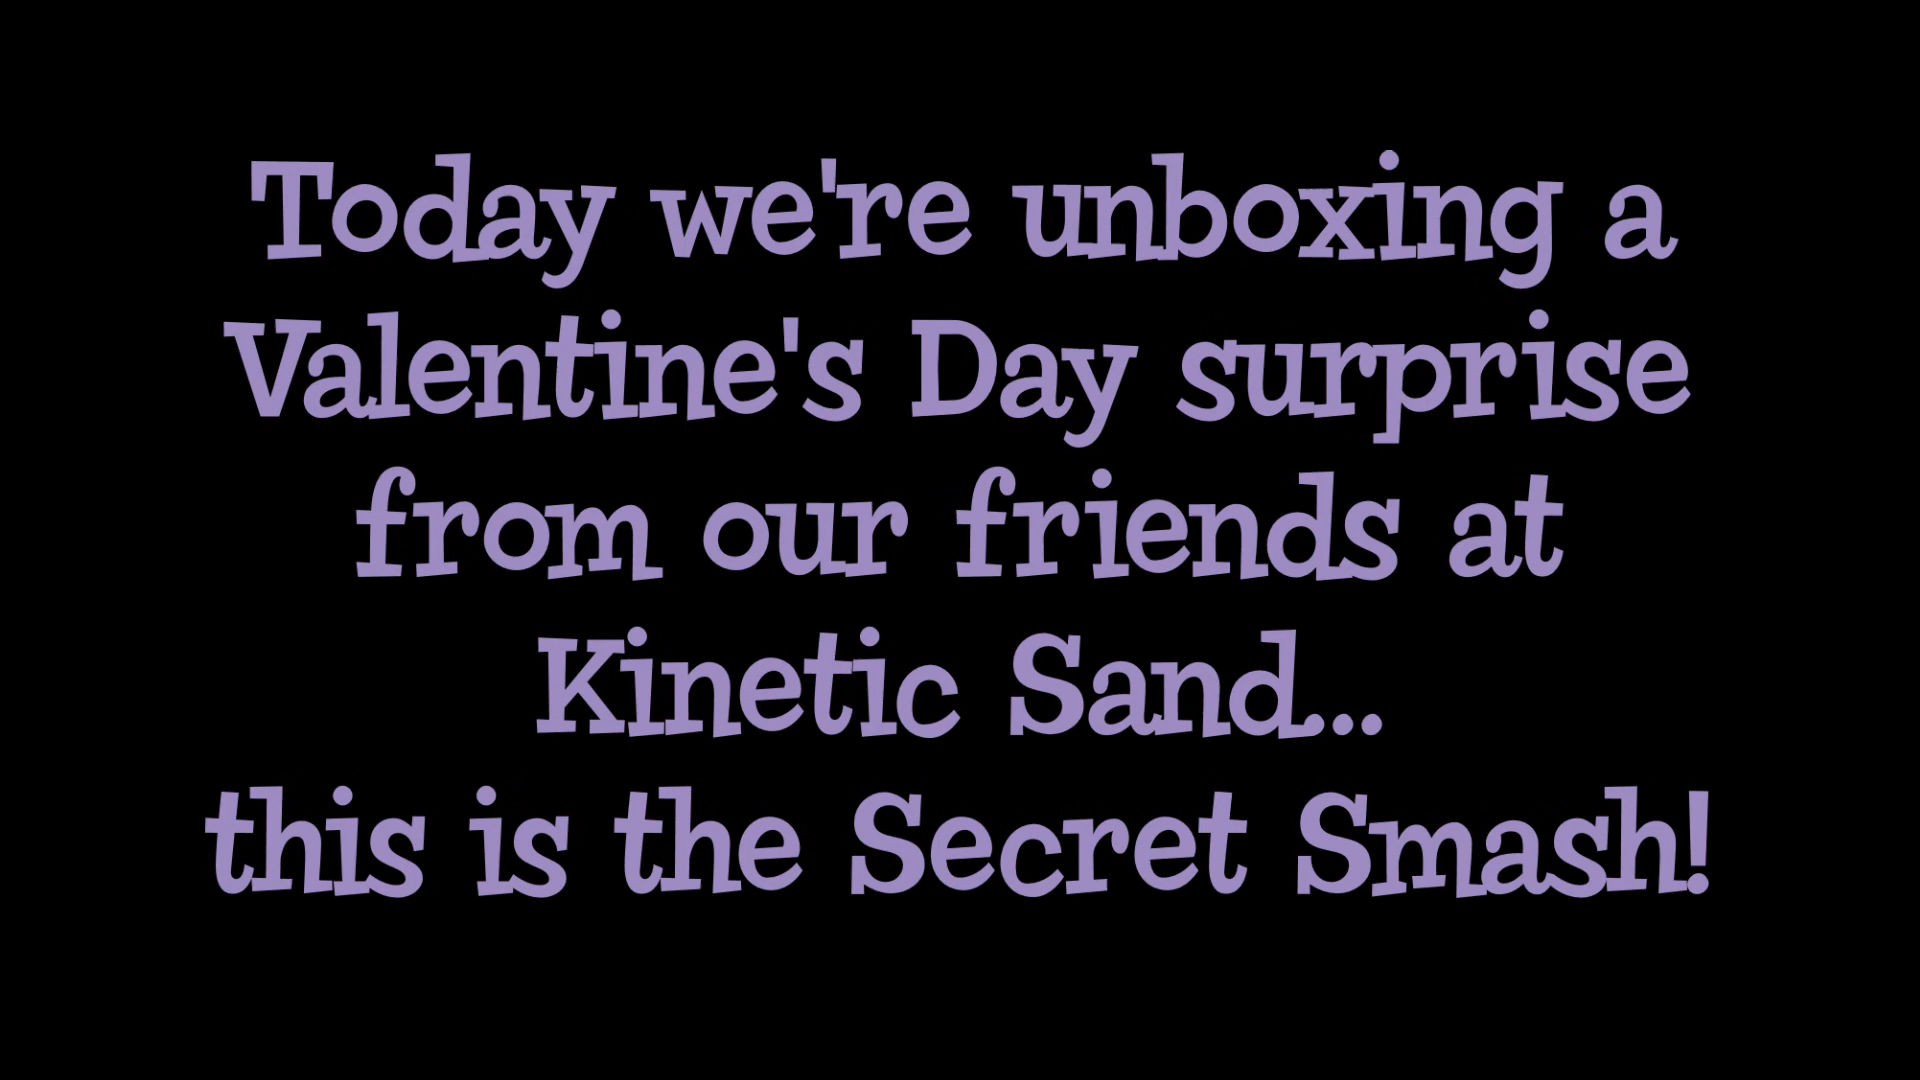 Today we're unboxing a
Valentine's Day surprise
from our friends at
Kinetic Sand...
this is the Secret Smash!